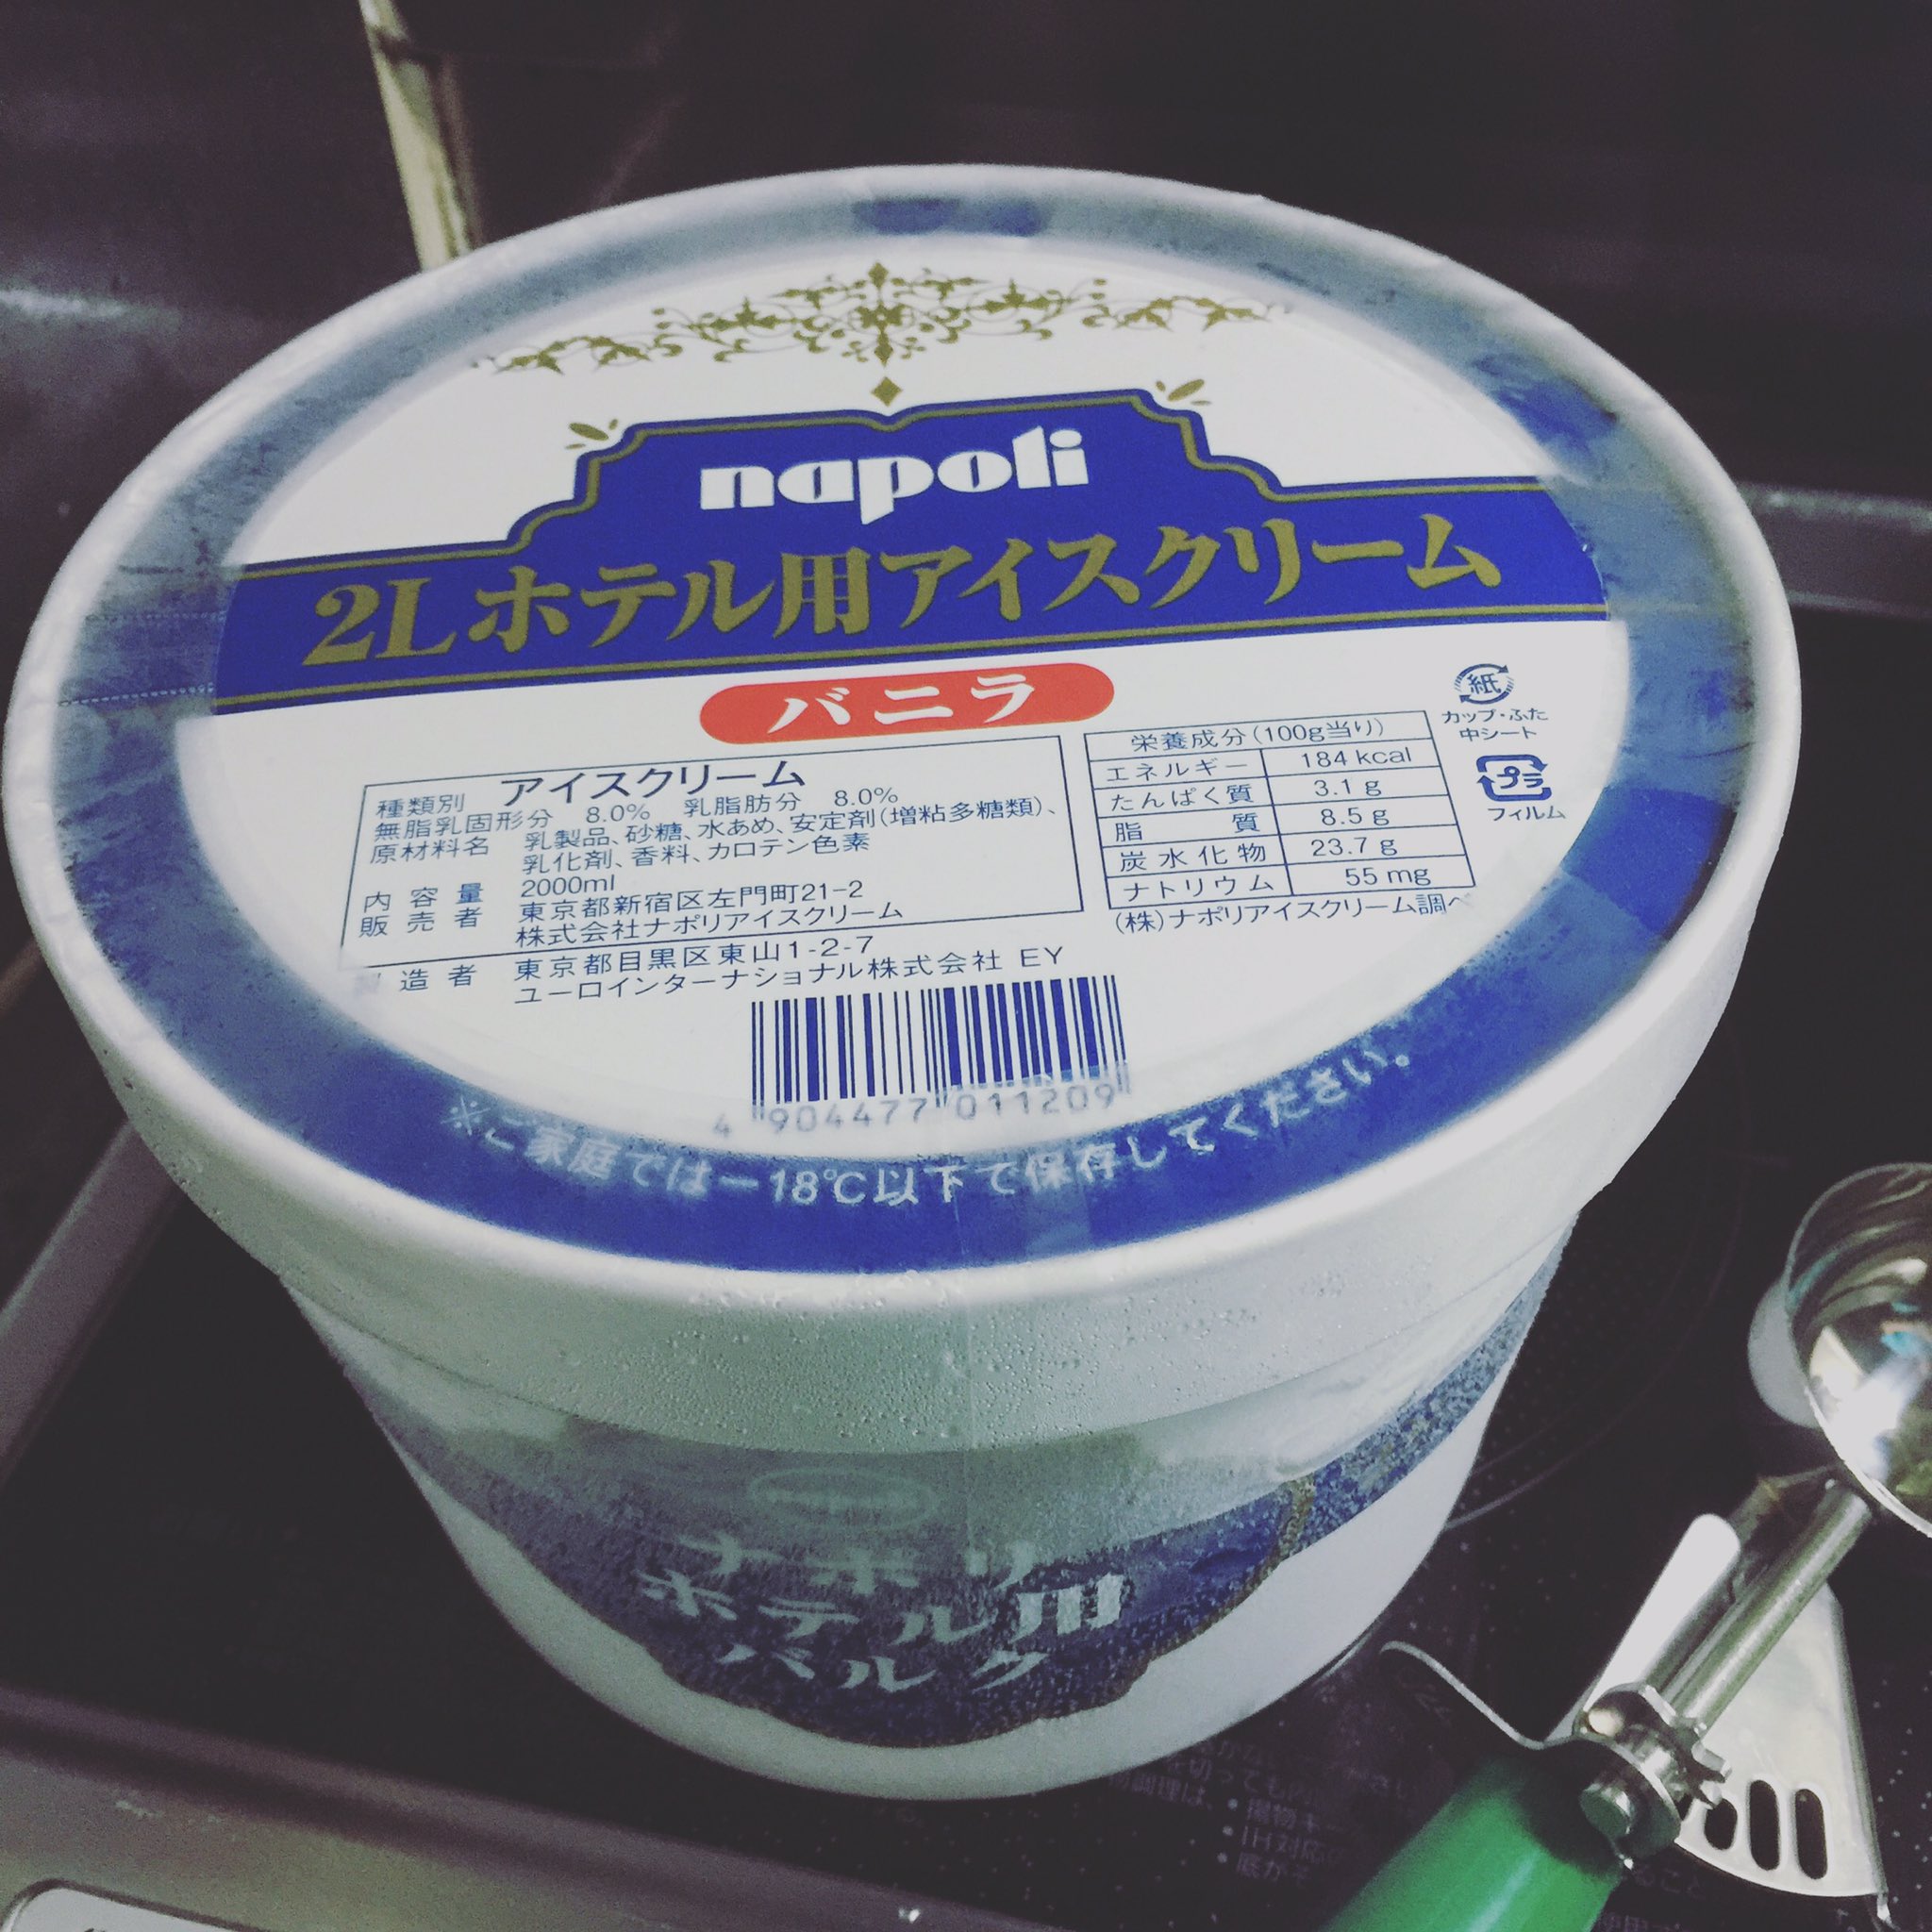 napoli
2Lホテル用アイスクリーム
バニラ
種類別 アイスクリーム
無脂乳固形分 8.0% 乳脂肪分 8.0%
原材料名 乳製品、砂糖、水あめ、安定剤(増粘多糖類)、
乳化剤、香料、カロテン色素
内容量 2000ml
販売者 東京都新宿区左門町21-2
株式会社ナポリアイスクリーム
製造者 東京都目黒区東山1-2-7
ユーロインターナショナル株式会社 EY
栄養成分(100g当り)
エネルギー 184 kcal
たんぱく質 3.1 g
脂質 8.5 g
炭水化物 23.7 g
ナトリウム 55 mg
(株)ナポリアイスクリーム調べ
紙
カップ・ふた
中シート
プラ
フィルム
4 904477 011209
※ご家庭では−18℃以下で保存してください。
ナポリ
ホテル用
バルク